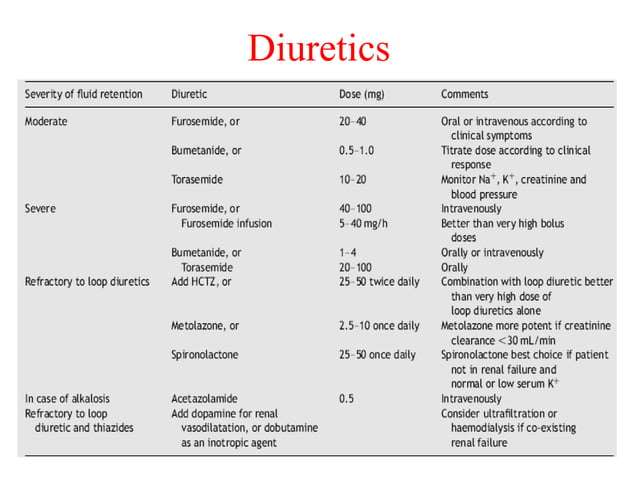 Diuretics
Severity of fluid retention Diuretic Dose (mg) Comments
Moderate Furosemide, or 20–40 Oral or intravenous according to
clinical symptoms
Bumetanide, or 0.5–1.0 Titrate dose according to clinical
response
Torasemide 10–20 Monitor Na+, K+, creatinine and
blood pressure
Severe Furosemide, or 40–100 Intravenously
Furosemide infusion 5–40 mg/h Better than very high bolus
doses
Bumetanide, or 1–4 Orally or intravenously
Torasemide 20–100 Orally
Refractory to loop diuretics Add HCTZ, or 25–50 twice daily Combination with loop diuretic better
than very high dose of
loop diuretics alone
Metolazone, or 2.5–10 once daily Metolazone more potent if creatinine
clearance <30 mL/min
Spironolactone 25–50 once daily Spironolactone best choice if patient
not in renal failure and
normal or low serum K+
In case of alkalosis Acetazolamide 0.5 Intravenously
Refractory to loop Add dopamine for renal Consider ultrafiltration or
diuretic and thiazides vasodilatation, or dobutamine haemodialysis if co-existing
as an inotropic agent renal failure